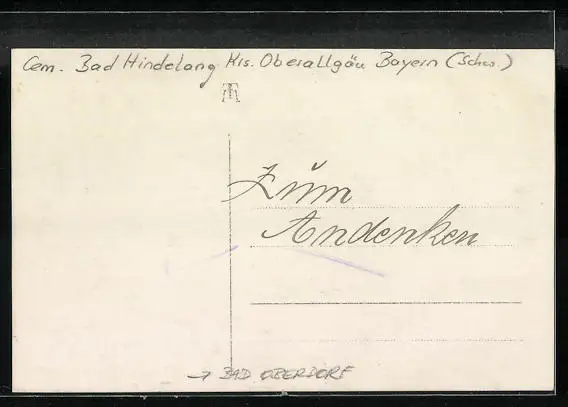 Gem. Bad Hindelang Krs. Oberallgäu Bayern (Schw.)
Zum
Andenken
→ BAD OBERDORF